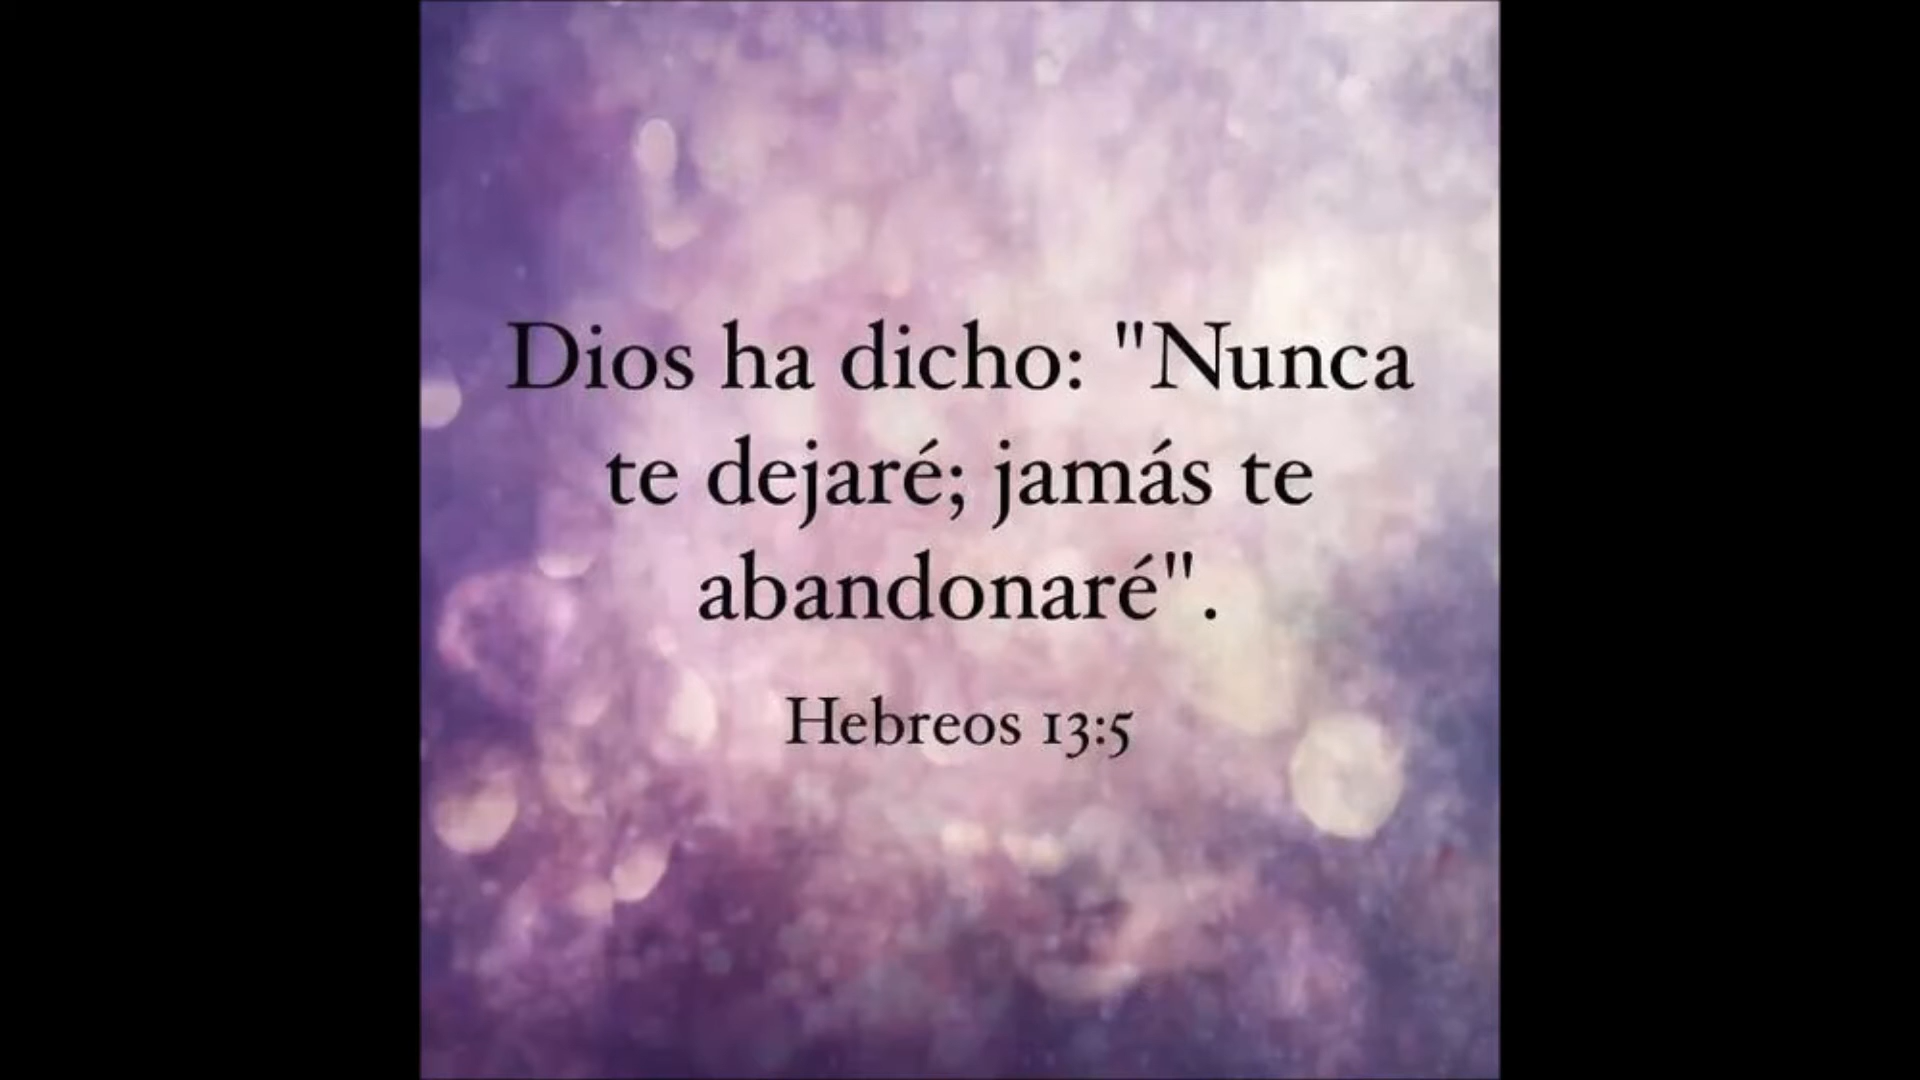 Dios ha dicho: "Nunca
te dejaré; jamás te
abandonaré".
Hebreos 13:5